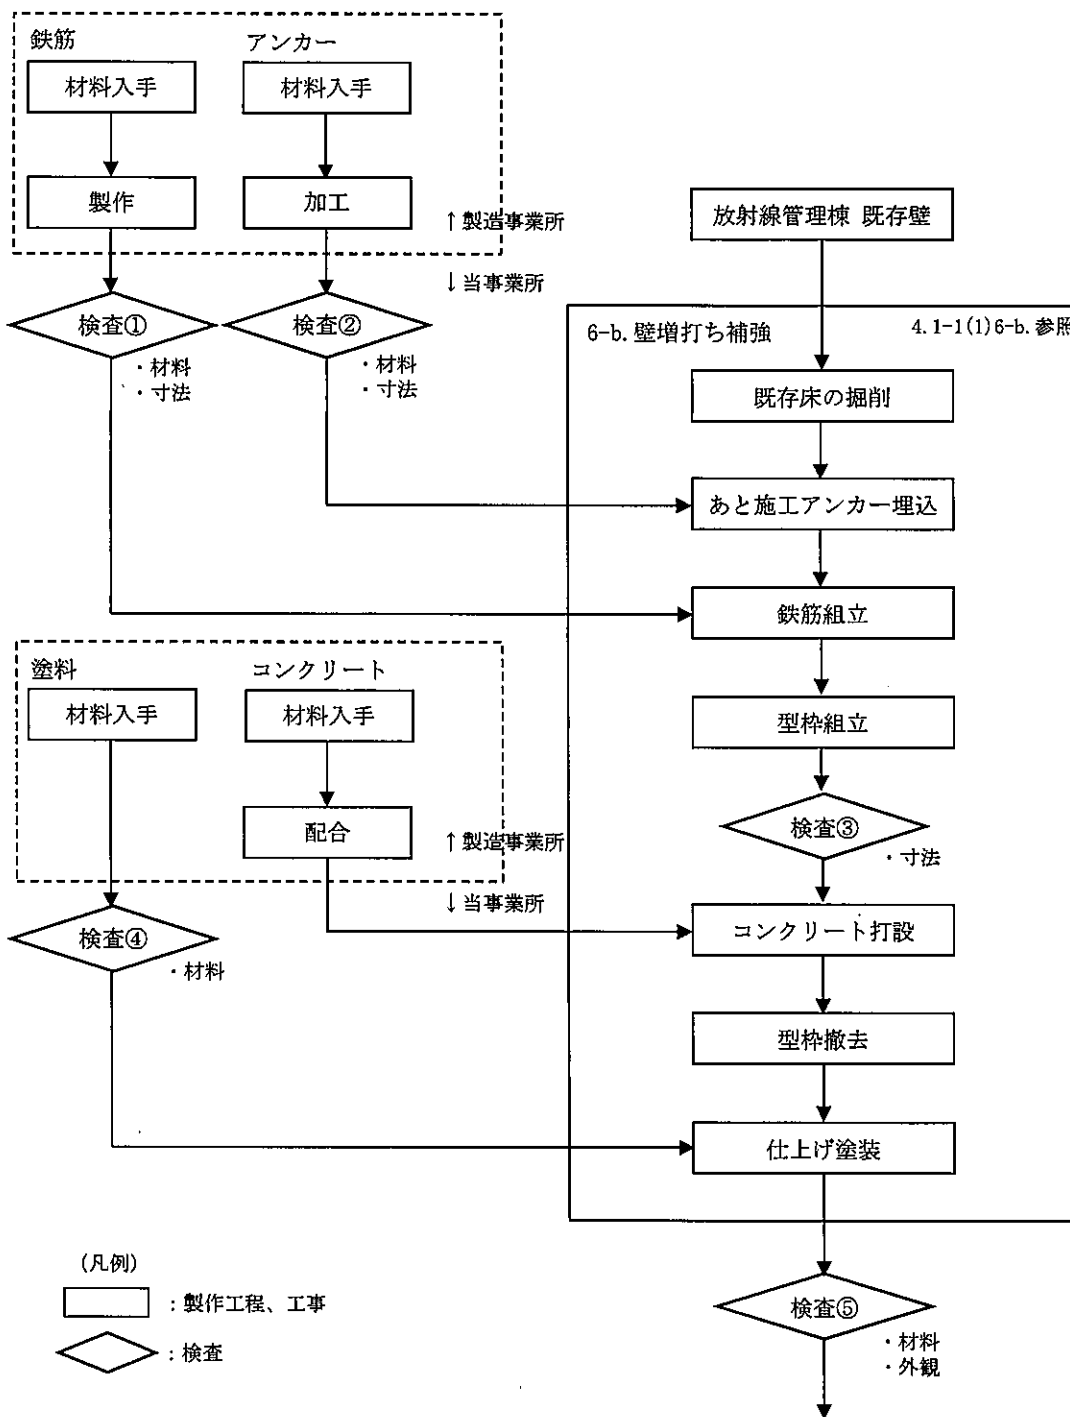 鉄筋
アンカー
材料入手
材料入手
製作
加工
↑製造事業所
↓当事業所
検査①
・材料
・寸法
検査②
・材料
・寸法
放射線管理棟 既存壁
6-b.壁増打ち補強
4.1-1(1)6-b.参照
既存床の掘削
あと施工アンカー埋込
鉄筋組立
型枠組立
検査③
・寸法
塗料
コンクリート
材料入手
材料入手
配合
↑製造事業所
↓当事業所
検査④
・材料
コンクリート打設
型枠撤去
仕上げ塗装
検査⑤
・材料
・外観
(凡例)
：製作工程、工事
：検査